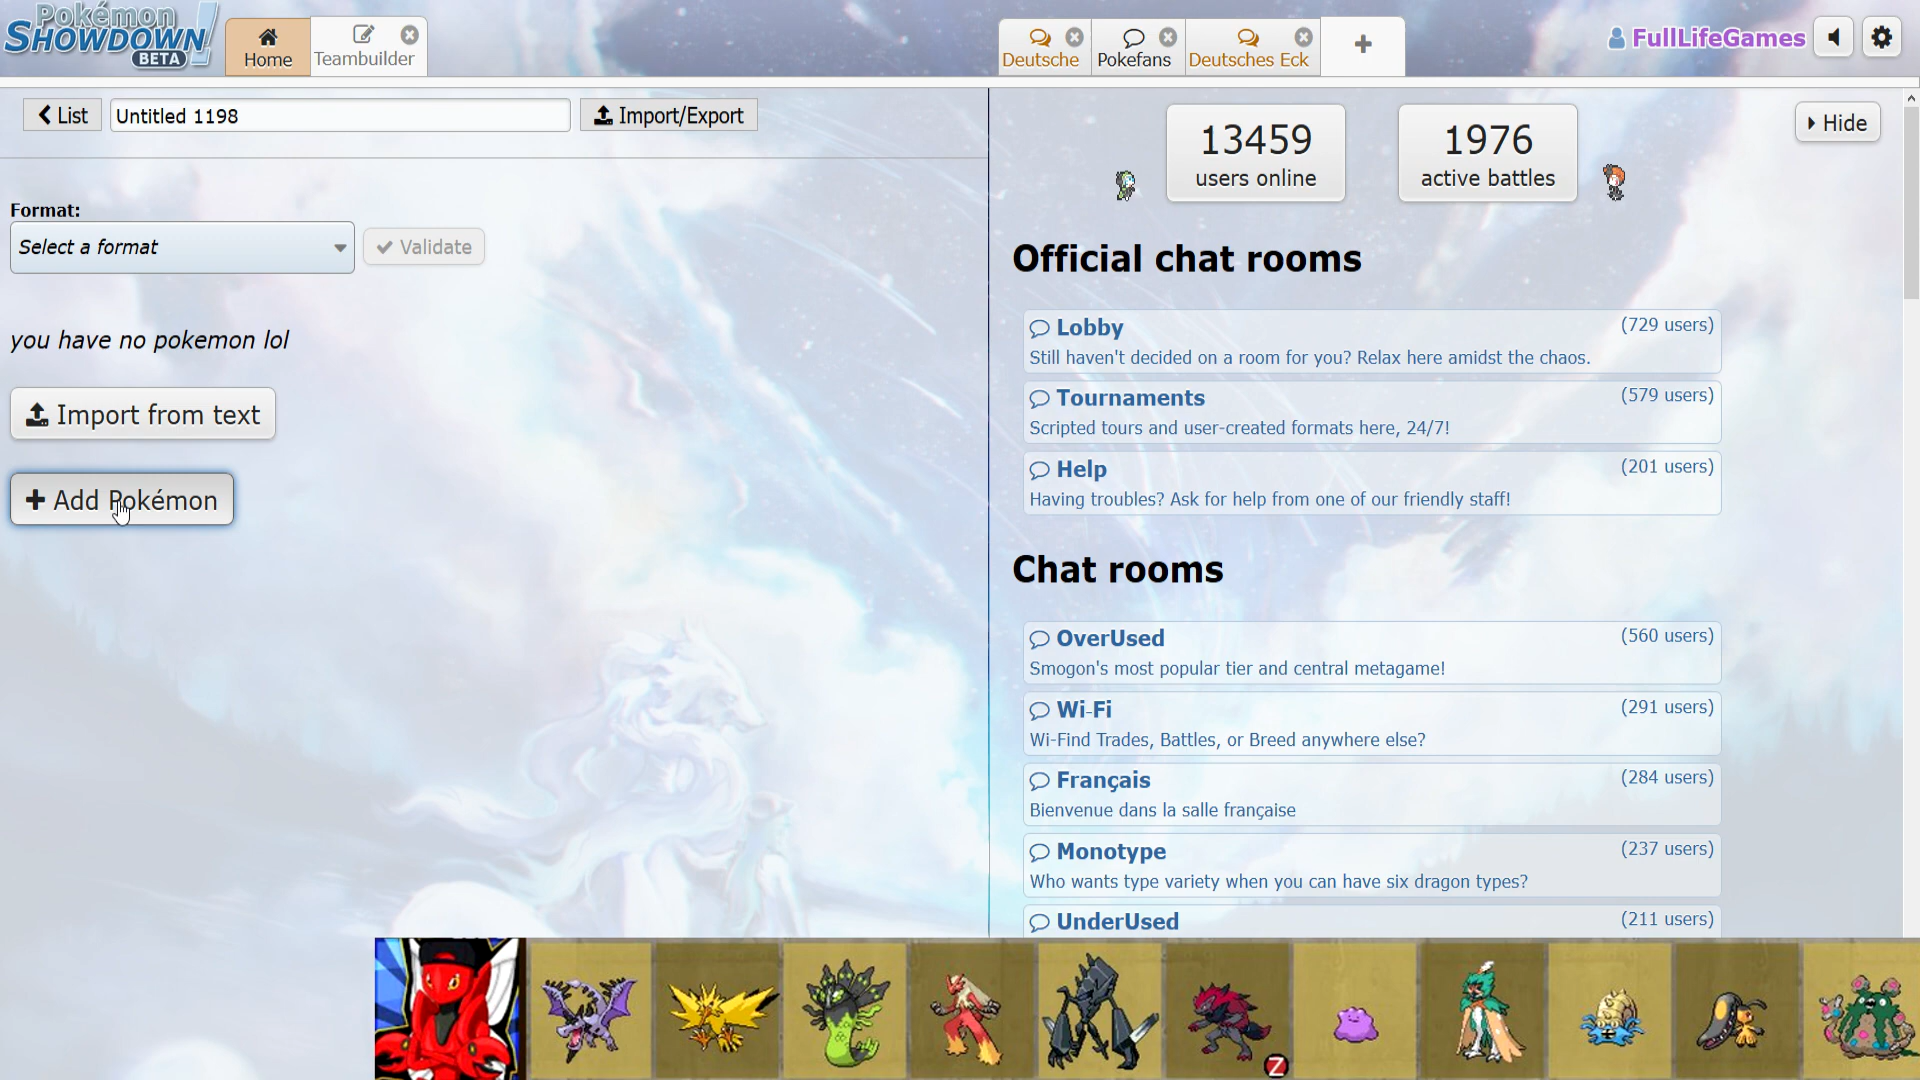 Pokémon
SHOWDOWN!
BETA
Home
Teambuilder
Deutsche
Pokefans
Deutsches Eck
FullLifeGames
List
Untitled 1198
Import/Export
Format:
Select a format
Validate
you have no pokemon lol
Import from text
Add Pokémon
13459
users online
1976
active battles
Hide
Official chat rooms
Lobby
(729 users)
Still haven't decided on a room for you? Relax here amidst the chaos.
Tournaments
(579 users)
Scripted tours and user-created formats here, 24/7!
Help
(201 users)
Having troubles? Ask for help from one of our friendly staff!
Chat rooms
OverUsed
(560 users)
Smogon's most popular tier and central metagame!
Wi-Fi
(291 users)
Wi-Find Trades, Battles, or Breed anywhere else?
Français
(284 users)
Bienvenue dans la salle française
Monotype
(237 users)
Who wants type variety when you can have six dragon types?
UnderUsed
(211 users)
Z